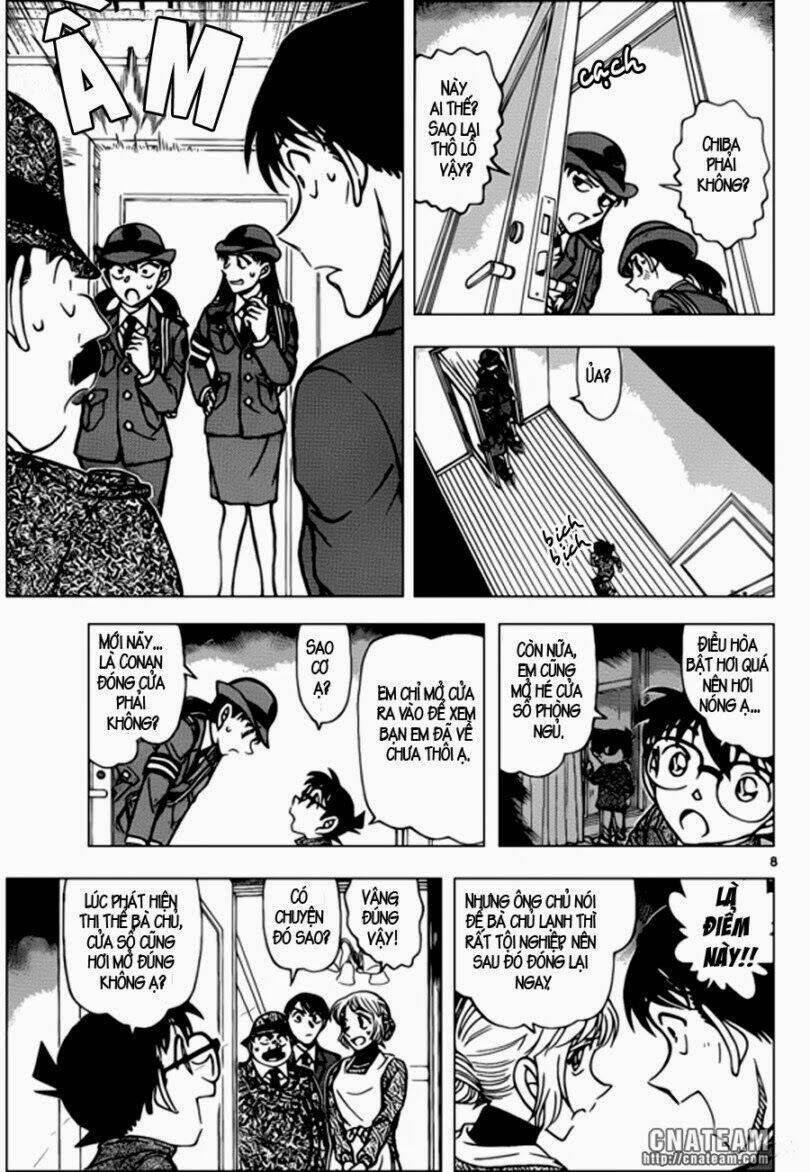 ẦM
CẠCH
NÀY
AI THẾ?
SAO LẠI
THÔ LỖ
VẬY?
CHIBA
PHẢI
KHÔNG?
ỦA?
BỊCH
BỊCH
MỚI NÃY...
LÀ CONAN
ĐÓNG CỬA
PHẢI
KHÔNG?
SAO
CƠ
Ạ?
EM CHỈ MỞ CỬA
RA VÀO ĐỂ XEM
BẠN EM ĐÃ VỀ
CHƯA THÔI Ạ.
CÒN NỮA,
EM CŨNG
MỞ HÉ CỬA
SỔ PHÒNG
NGỦ.
ĐIỀU HÒA
BẬT HƠI QUÁ
NÊN HƠI
NÓNG Ạ...
8
LÚC PHÁT HIỆN
THI THỂ BÀ CHỦ,
CỬA SỔ CŨNG
HƠI MỞ ĐÚNG
KHÔNG Ạ?
CÓ
CHUYỆN
ĐÓ SAO?
VÂNG,
ĐÚNG
VẬY!
NHƯNG ÔNG CHỦ NÓI
ĐỂ BÀ CHỦ LẠNH THÌ
RẤT TỘI NGHIỆP. NÊN
SAU ĐÓ ĐÓNG LẠI
NGAY.
LÀ
ĐIỂM
NÀY!!
CNATEAM
http://cnateam.com